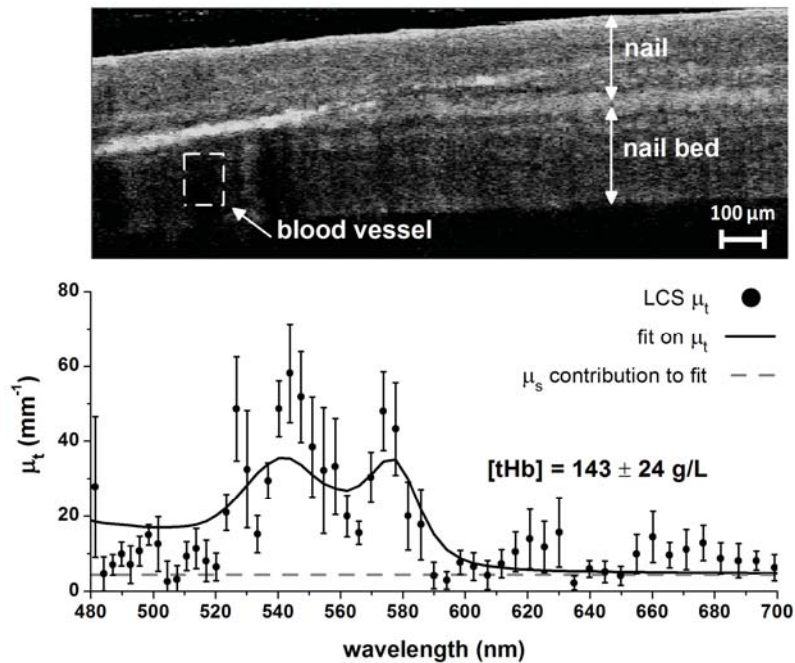 nail
nail bed
blood vessel
100 µm
80
60
40
20
0
μt (mm-1)
LCS μt
fit on μt
μs contribution to fit
[tHb] = 143 ± 24 g/L
480 500 520 540 560 580 600 620 640 660 680 700
wavelength (nm)